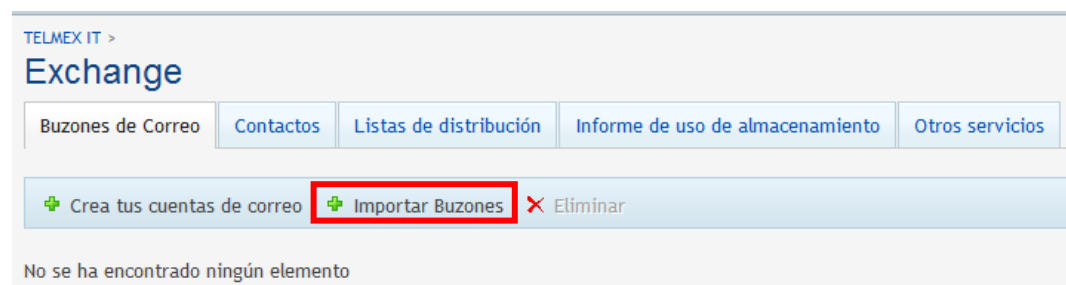 TELMEX IT >
Exchange
Buzones de Correo Contactos Listas de distribución Informe de uso de almacenamiento Otros servicios
Crea tus cuentas de correo Importar Buzones Eliminar
No se ha encontrado ningún elemento